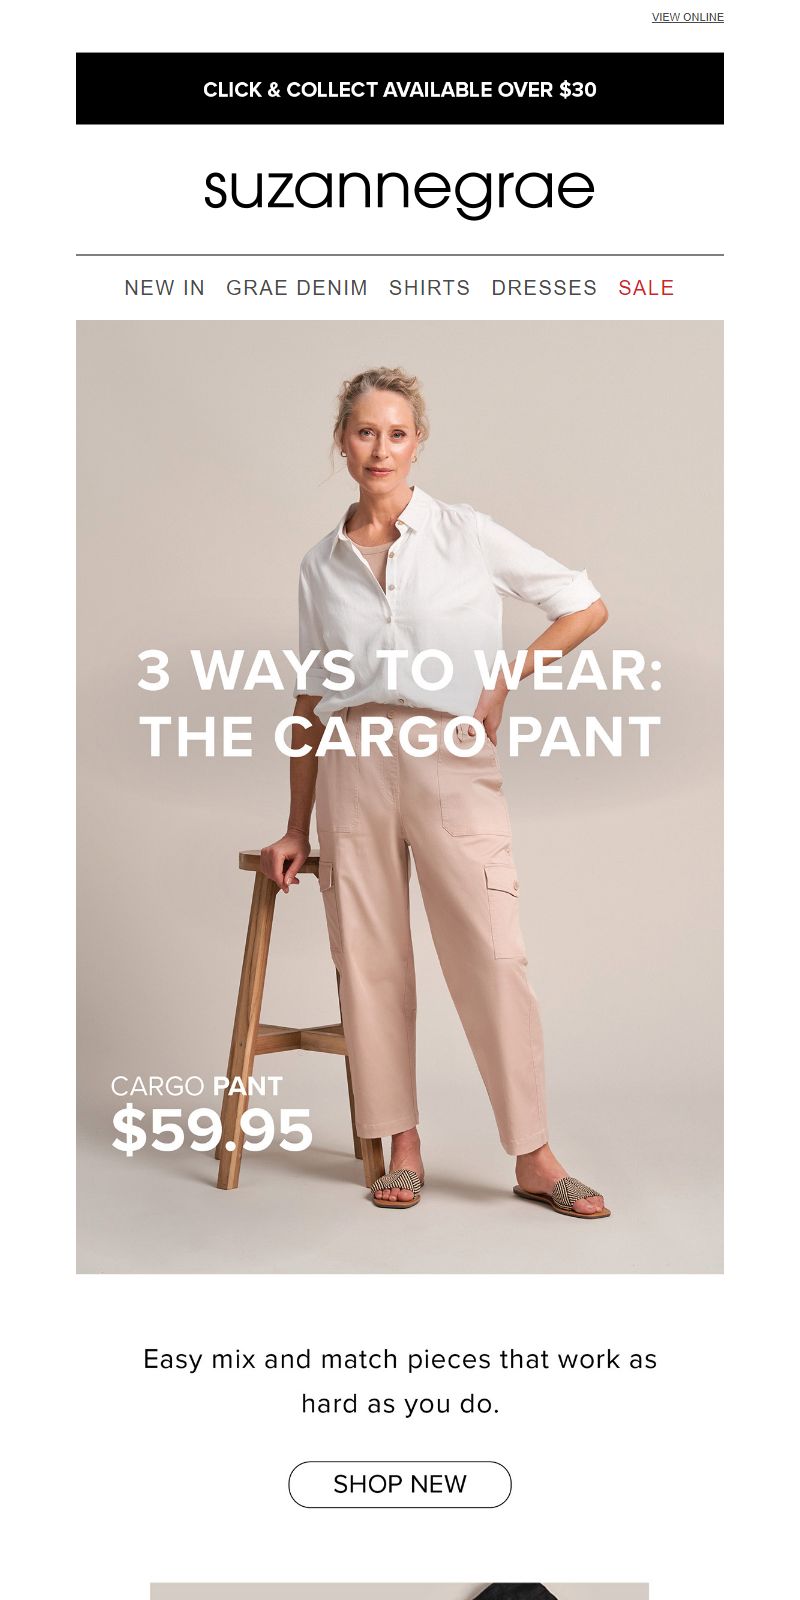 VIEW ONLINE
CLICK & COLLECT AVAILABLE OVER $30
suzannegrae
NEW IN GRAE DENIM SHIRTS DRESSES SALE
3 WAYS TO WEAR:
THE CARGO PANT
CARGO PANT
$59.95
Easy mix and match pieces that work as
hard as you do.
SHOP NEW